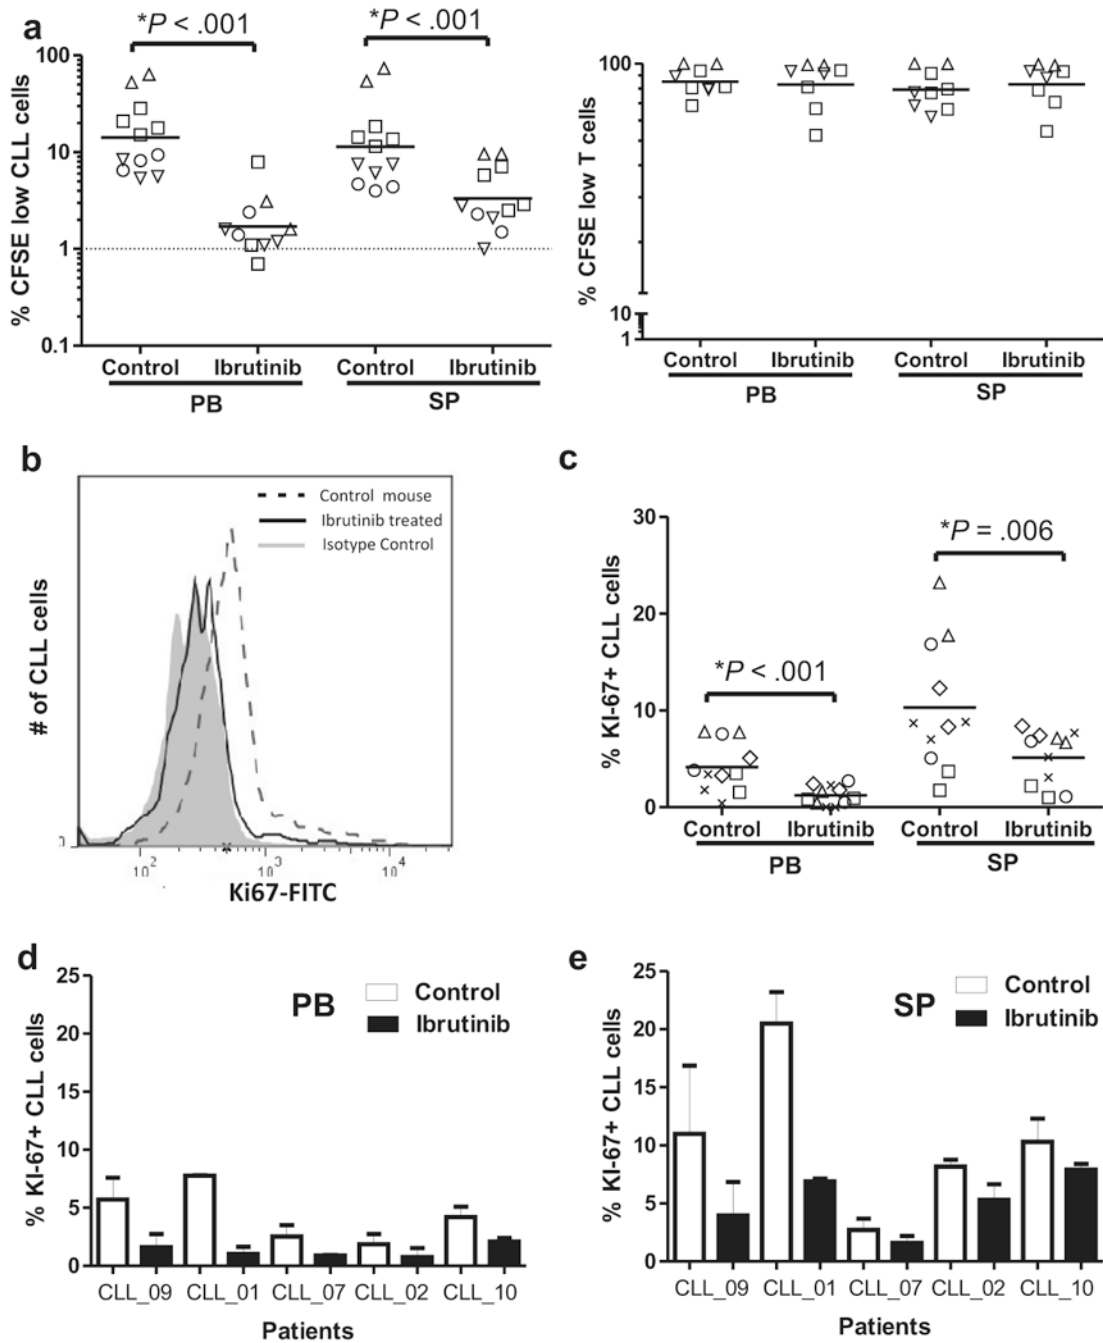 a
*P < .001
*P < .001
% CFSE low CLL cells
100
10
1
0.1
Control
Ibrutinib
Control
Ibrutinib
PB
SP
% CFSE low T cells
100
10
1
Control
Ibrutinib
Control
Ibrutinib
PB
SP
b
# of CLL cells
Control mouse
Ibrutinib treated
Isotype Control
0
10²
10³
10⁴
Ki67-FITC
c
% KI-67+ CLL cells
30
20
10
0
*P < .001
*P = .006
Control
Ibrutinib
Control
Ibrutinib
PB
SP
d
% KI-67+ CLL cells
25
20
15
10
5
0
PB
Control
Ibrutinib
CLL_09
CLL_01
CLL_07
CLL_02
CLL_10
Patients
e
% KI-67+ CLL cells
25
20
15
10
5
0
SP
Control
Ibrutinib
CLL_09
CLL_01
CLL_07
CLL_02
CLL_10
Patients